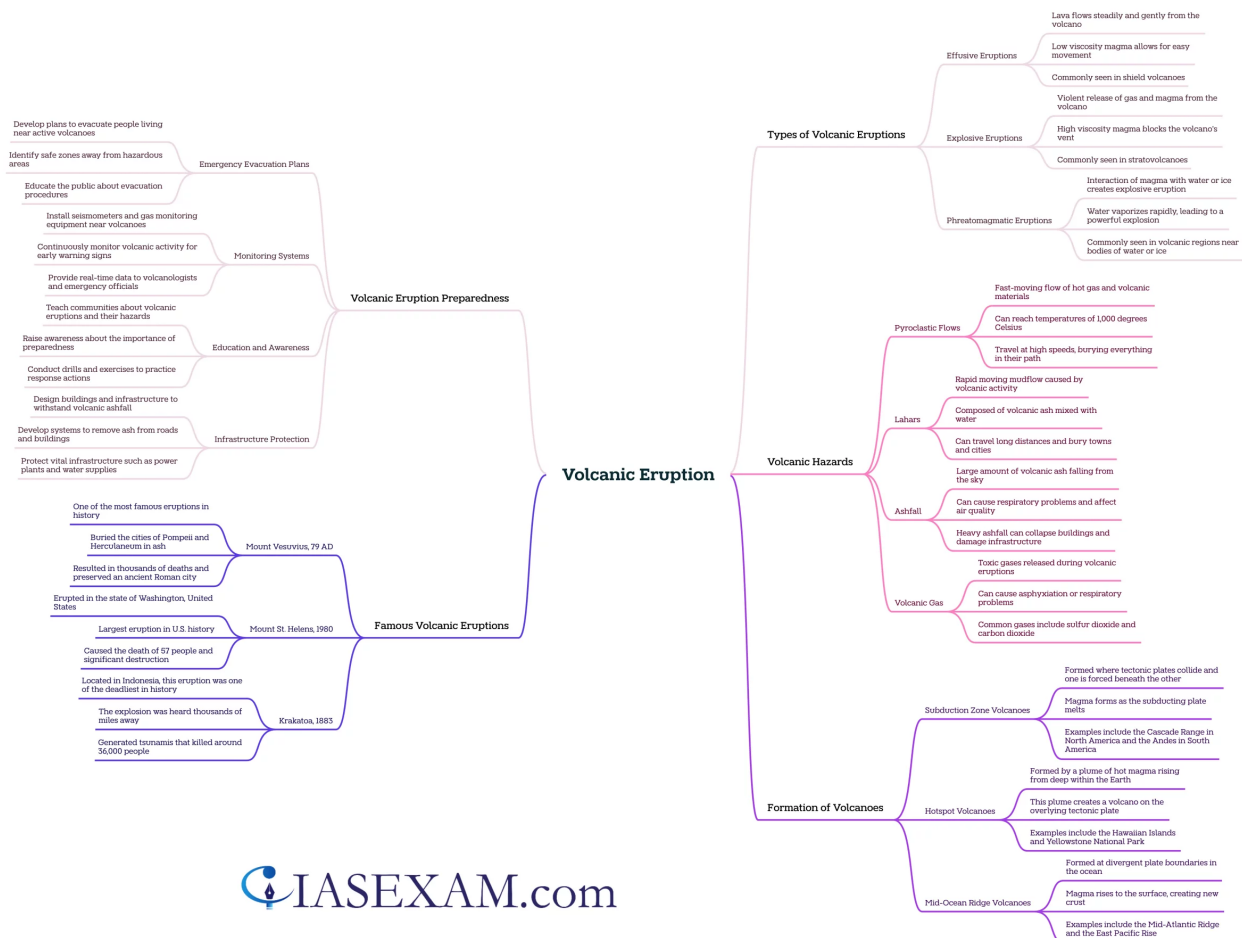 Volcanic Eruption
Types of Volcanic Eruptions
Effusive Eruptions
Lava flows steadily and gently from the
volcano
Low viscosity magma allows for easy
movement
Commonly seen in shield volcanoes
Explosive Eruptions
Violent release of gas and magma from the
volcano
High viscosity magma blocks the volcano's
vent
Commonly seen in stratovolcanoes
Phreatomagmatic Eruptions
Interaction of magma with water or ice
creates explosive eruption
Water vaporizes rapidly, leading to a
powerful explosion
Commonly seen in volcanic regions near
bodies of water or ice
Volcanic Hazards
Pyroclastic Flows
Fast-moving flow of hot gas and volcanic
materials
Can reach temperatures of 1,000 degrees
Celsius
Travel at high speeds, burying everything
in their path
Lahars
Rapid moving mudflow caused by
volcanic activity
Composed of volcanic ash mixed with
water
Can travel long distances and bury towns
and cities
Ashfall
Large amount of volcanic ash falling from
the sky
Can cause respiratory problems and affect
air quality
Heavy ashfall can collapse buildings and
damage infrastructure
Volcanic Gas
Toxic gases released during volcanic
eruptions
Can cause asphyxiation or respiratory
problems
Common gases include sulfur dioxide and
carbon dioxide
Formation of Volcanoes
Subduction Zone Volcanoes
Formed where tectonic plates collide and
one is forced beneath the other
Magma forms as the subducting plate
melts
Examples include the Cascade Range in
North America and the Andes in South
America
Hotspot Volcanoes
Formed by a plume of hot magma rising
from deep within the Earth
This plume creates a volcano on the
overlying tectonic plate
Examples include the Hawaiian Islands
and Yellowstone National Park
Mid-Ocean Ridge Volcanoes
Formed at divergent plate boundaries in
the ocean
Magma rises to the surface, creating new
crust
Examples include the Mid-Atlantic Ridge
and the East Pacific Rise
Volcanic Eruption Preparedness
Emergency Evacuation Plans
Develop plans to evacuate people living
near active volcanoes
Identify safe zones away from hazardous
areas
Educate the public about evacuation
procedures
Monitoring Systems
Install seismometers and gas monitoring
equipment near volcanoes
Continuously monitor volcanic activity for
early warning signs
Provide real-time data to volcanologists
and emergency officials
Education and Awareness
Teach communities about volcanic
eruptions and their hazards
Raise awareness about the importance of
preparedness
Conduct drills and exercises to practice
response actions
Infrastructure Protection
Design buildings and infrastructure to
withstand volcanic ashfall
Develop systems to remove ash from roads
and buildings
Protect vital infrastructure such as power
plants and water supplies
Famous Volcanic Eruptions
Mount Vesuvius, 79 AD
One of the most famous eruptions in
history
Buried the cities of Pompeii and
Herculaneum in ash
Resulted in thousands of deaths and
preserved an ancient Roman city
Mount St. Helens, 1980
Erupted in the state of Washington, United
States
Largest eruption in U.S. history
Caused the death of 57 people and
significant destruction
Krakatoa, 1883
Located in Indonesia, this eruption was one
of the deadliest in history
The explosion was heard thousands of
miles away
Generated tsunamis that killed around
36,000 people
IASEXAM.com